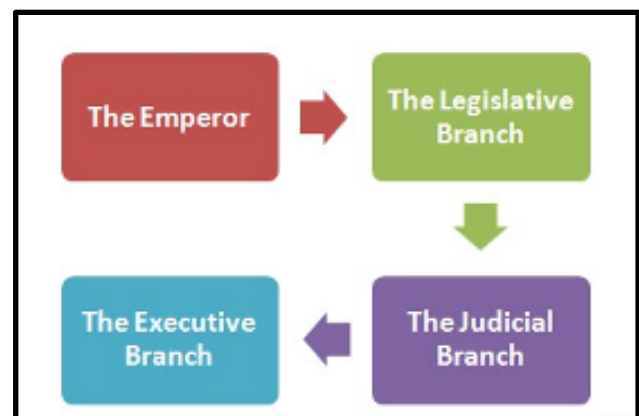 The Emperor
The Legislative
Branch
The Judicial
Branch
The Executive
Branch